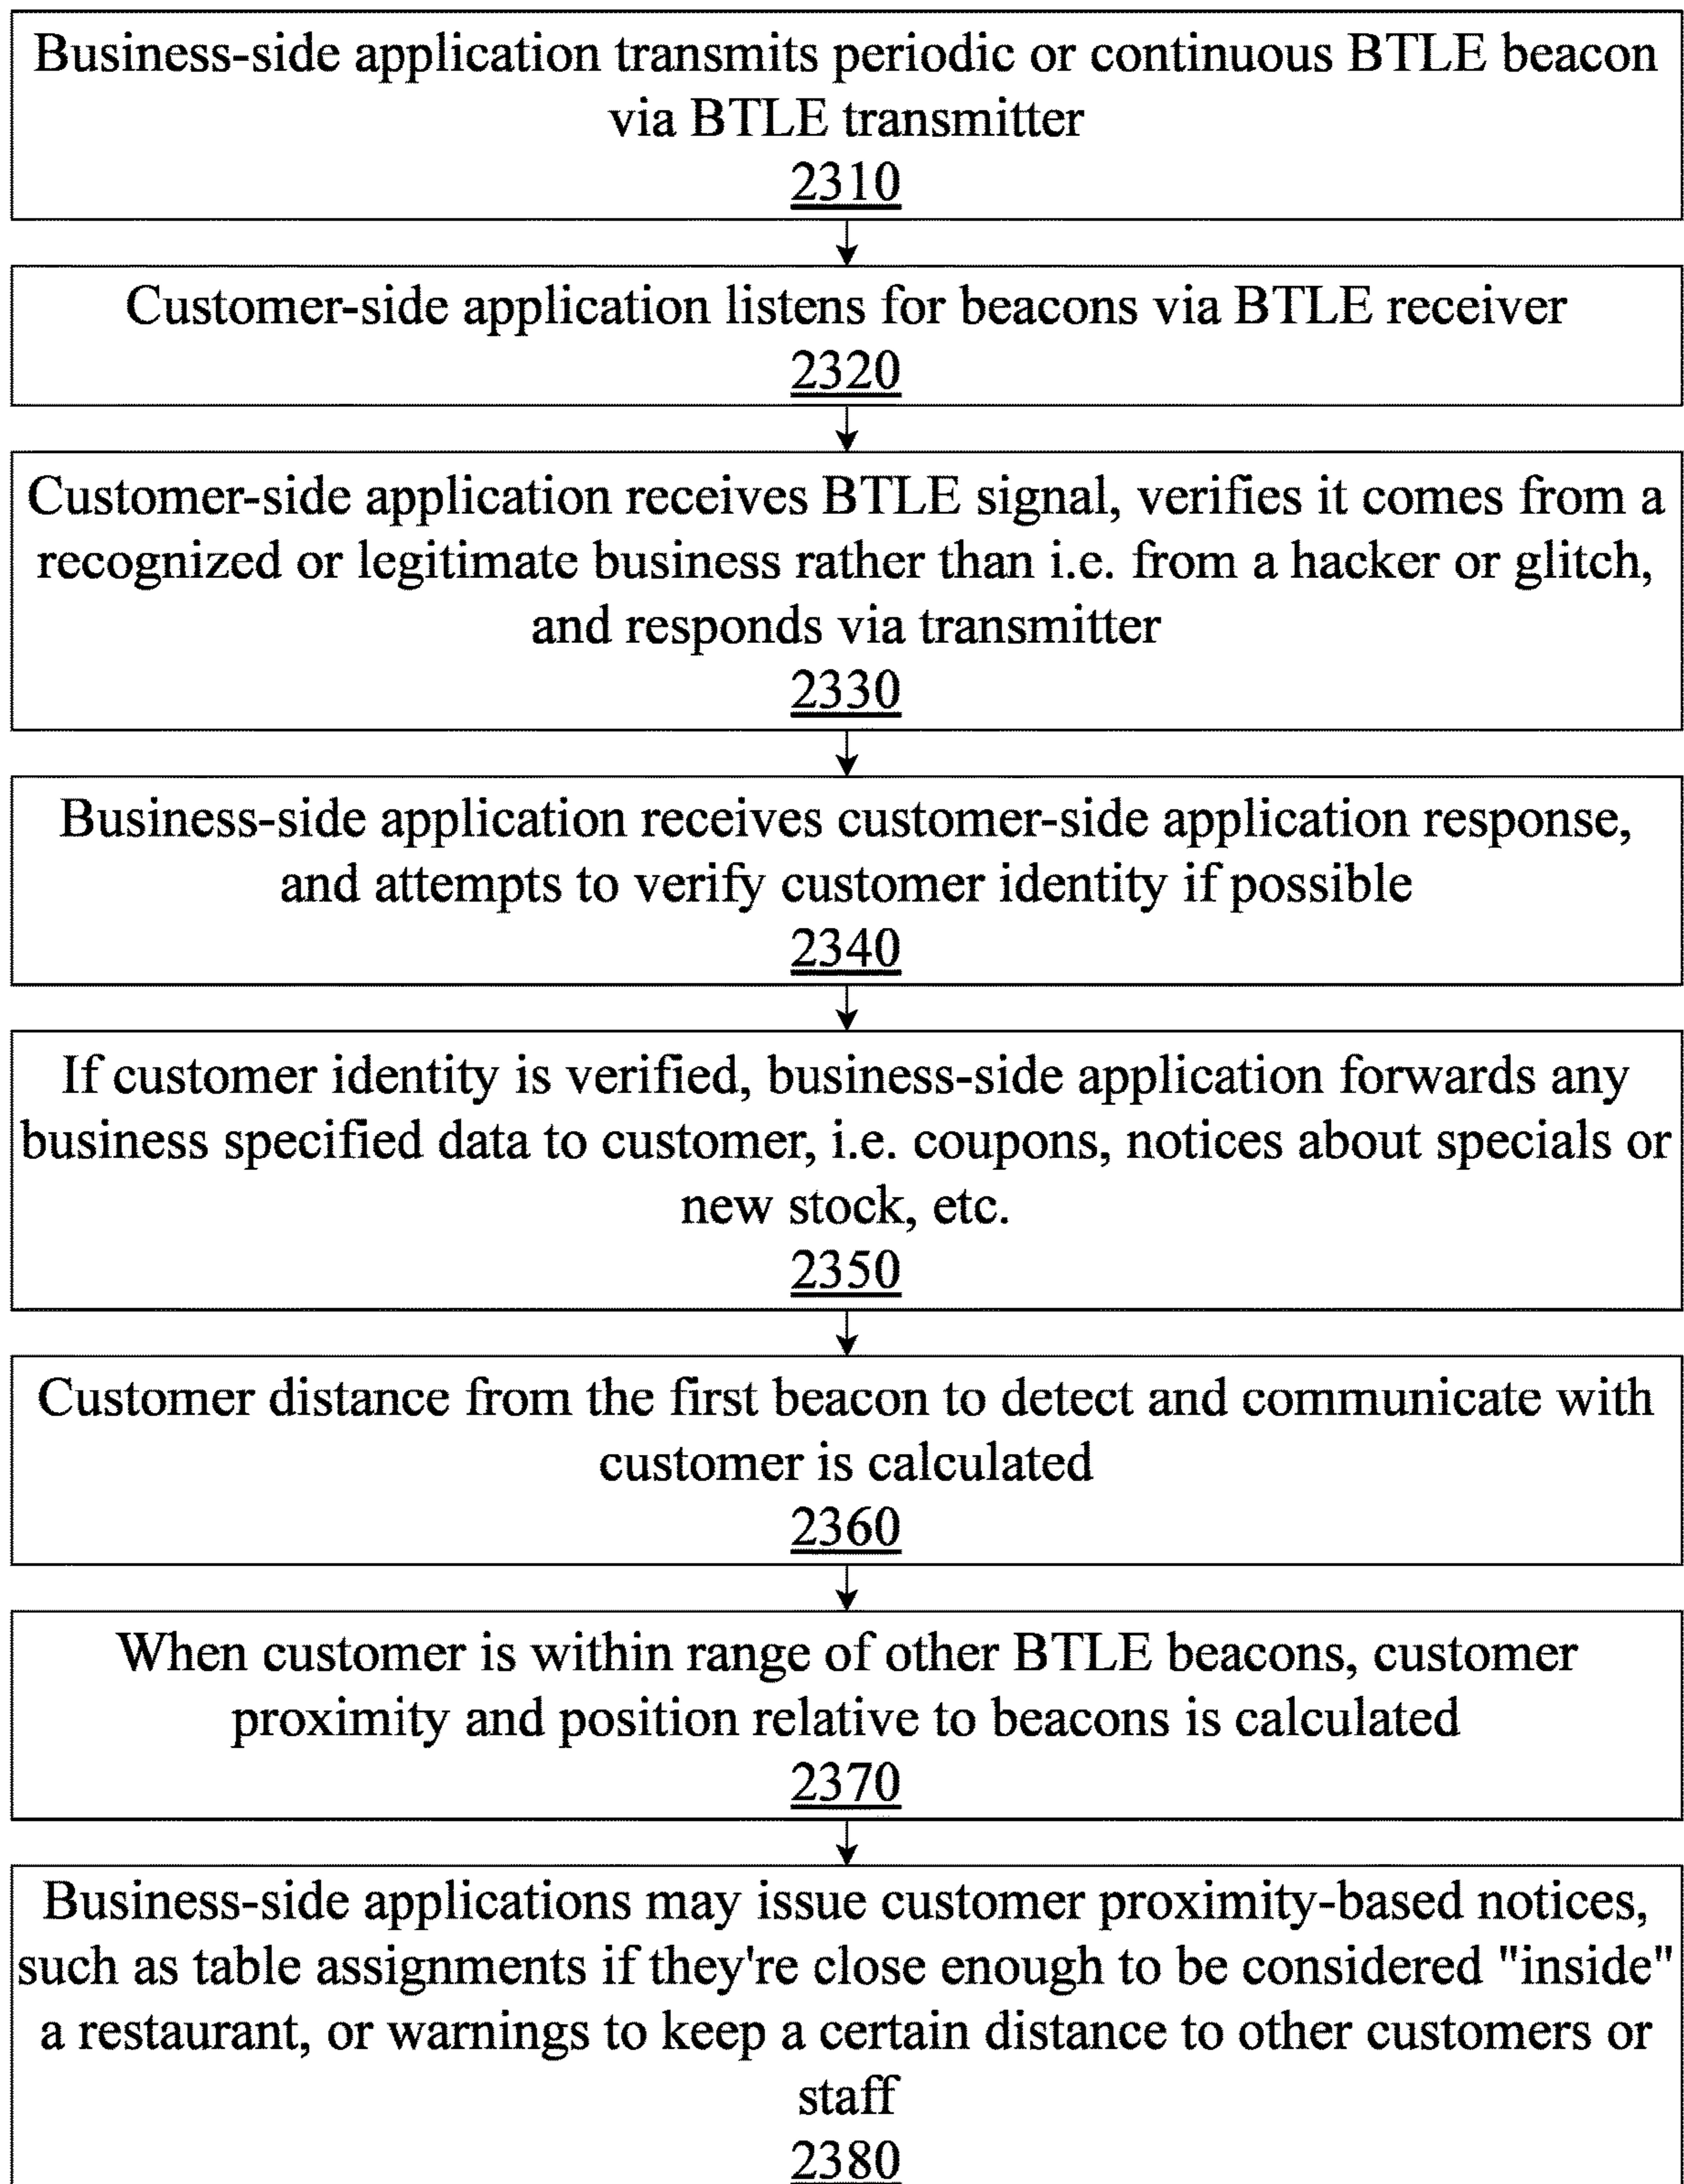 Business-side application transmits periodic or continuous BTLE beacon
via BTLE transmitter
2310
Customer-side application listens for beacons via BTLE receiver
2320
Customer-side application receives BTLE signal, verifies it comes from a
recognized or legitimate business rather than i.e. from a hacker or glitch,
and responds via transmitter
2330
Business-side application receives customer-side application response,
and attempts to verify customer identity if possible
2340
If customer identity is verified, business-side application forwards any
business specified data to customer, i.e. coupons, notices about specials or
new stock, etc.
2350
Customer distance from the first beacon to detect and communicate with
customer is calculated
2360
When customer is within range of other BTLE beacons, customer
proximity and position relative to beacons is calculated
2370
Business-side applications may issue customer proximity-based notices,
such as table assignments if they're close enough to be considered "inside"
a restaurant, or warnings to keep a certain distance to other customers or
staff
2380